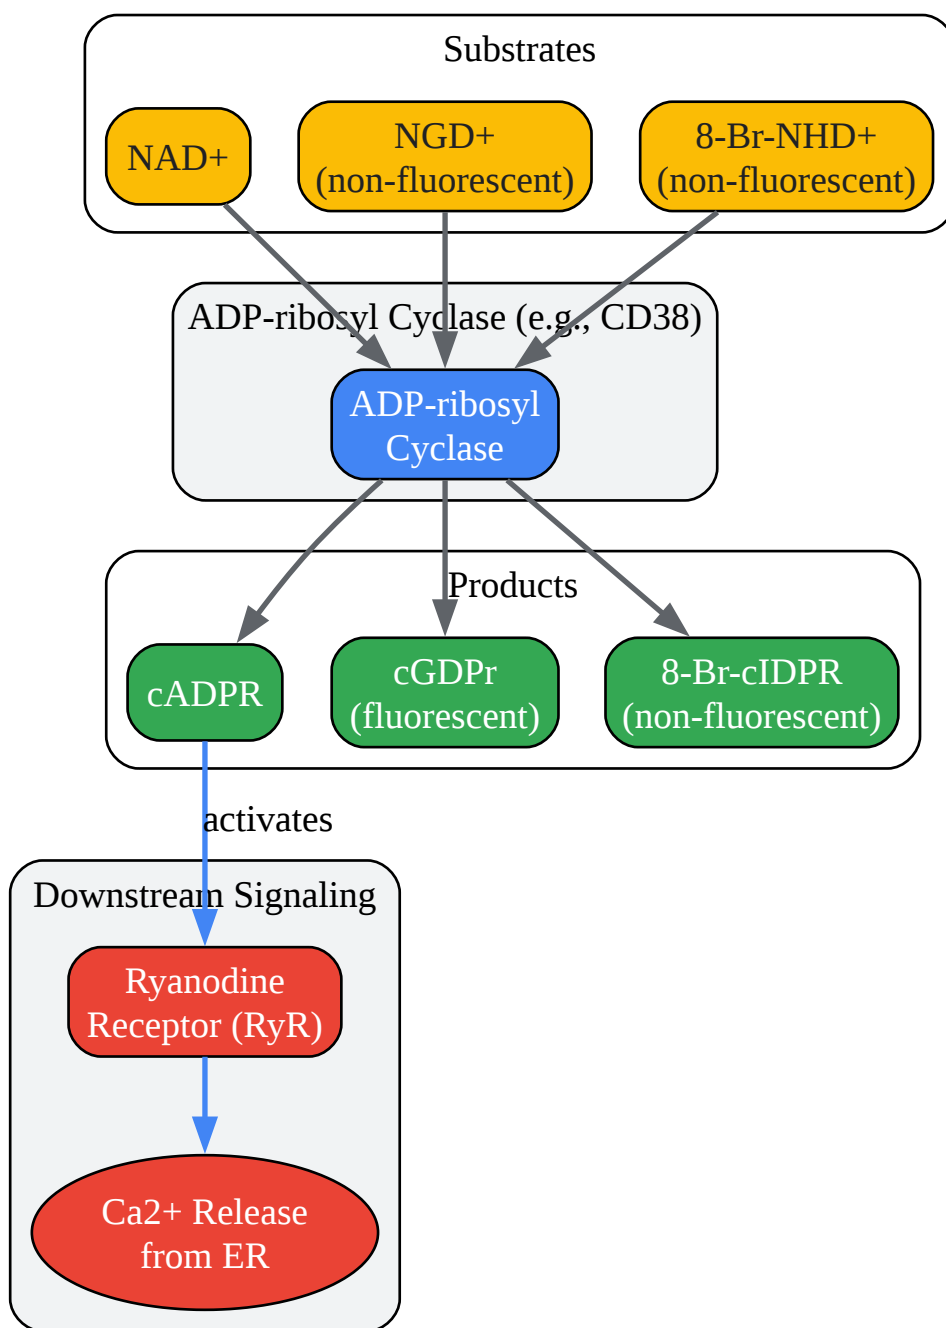 Substrates
NAD+
NGD+
(non-fluorescent)
8-Br-NHD+
(non-fluorescent)
ADP-ribosyl Cyclase (e.g., CD38)
ADP-ribosyl
Cyclase
Products
cADPR
cGDPr
(fluorescent)
8-Br-cIDPR
(non-fluorescent)
activates
Downstream Signaling
Ryanodine
Receptor (RyR)
Ca2+ Release
from ER